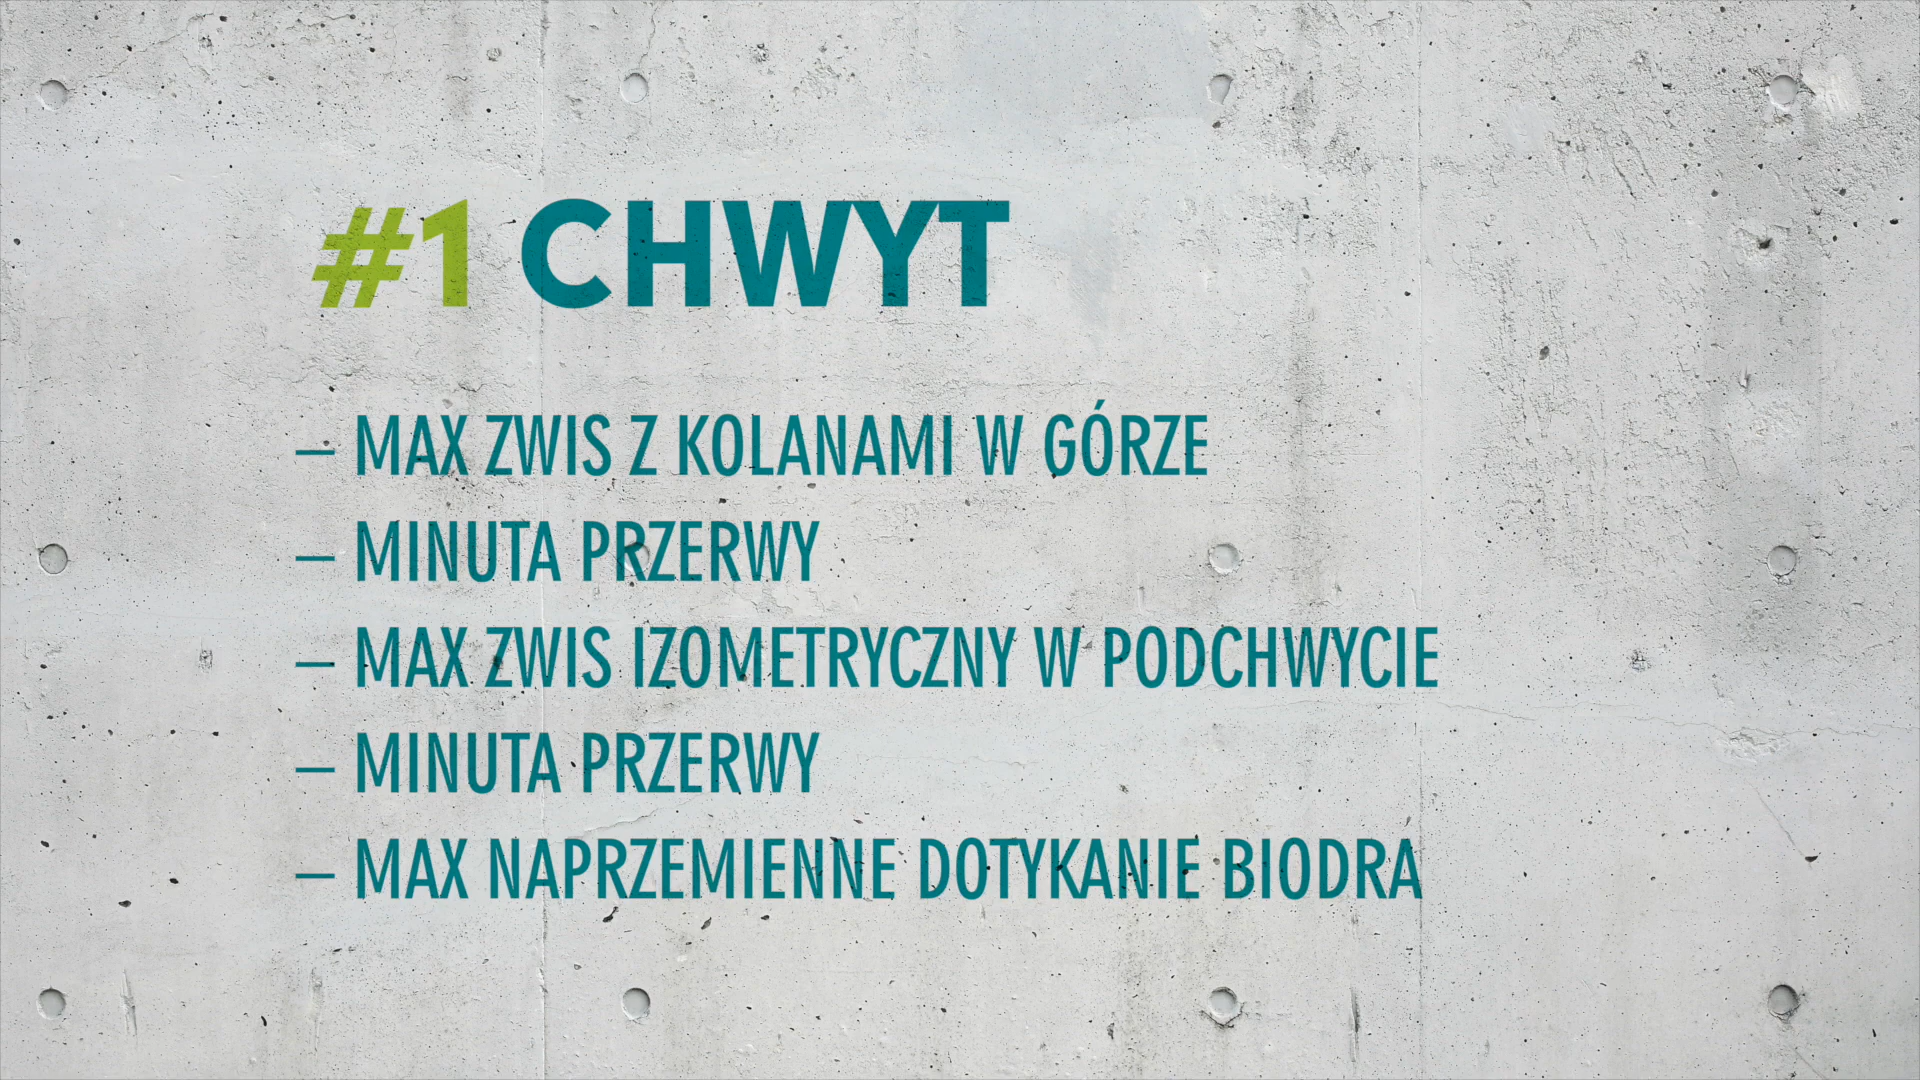 #1 CHWYT
– MAX ZWIS Z KOLANAMI W GÓRZE
– MINUTA PRZERWY
– MAX ZWIS IZOMETRYCZNY W PODCHWYCIE
– MINUTA PRZERWY
– MAX NAPRZEMIENNE DOTYKANIE BIODRA